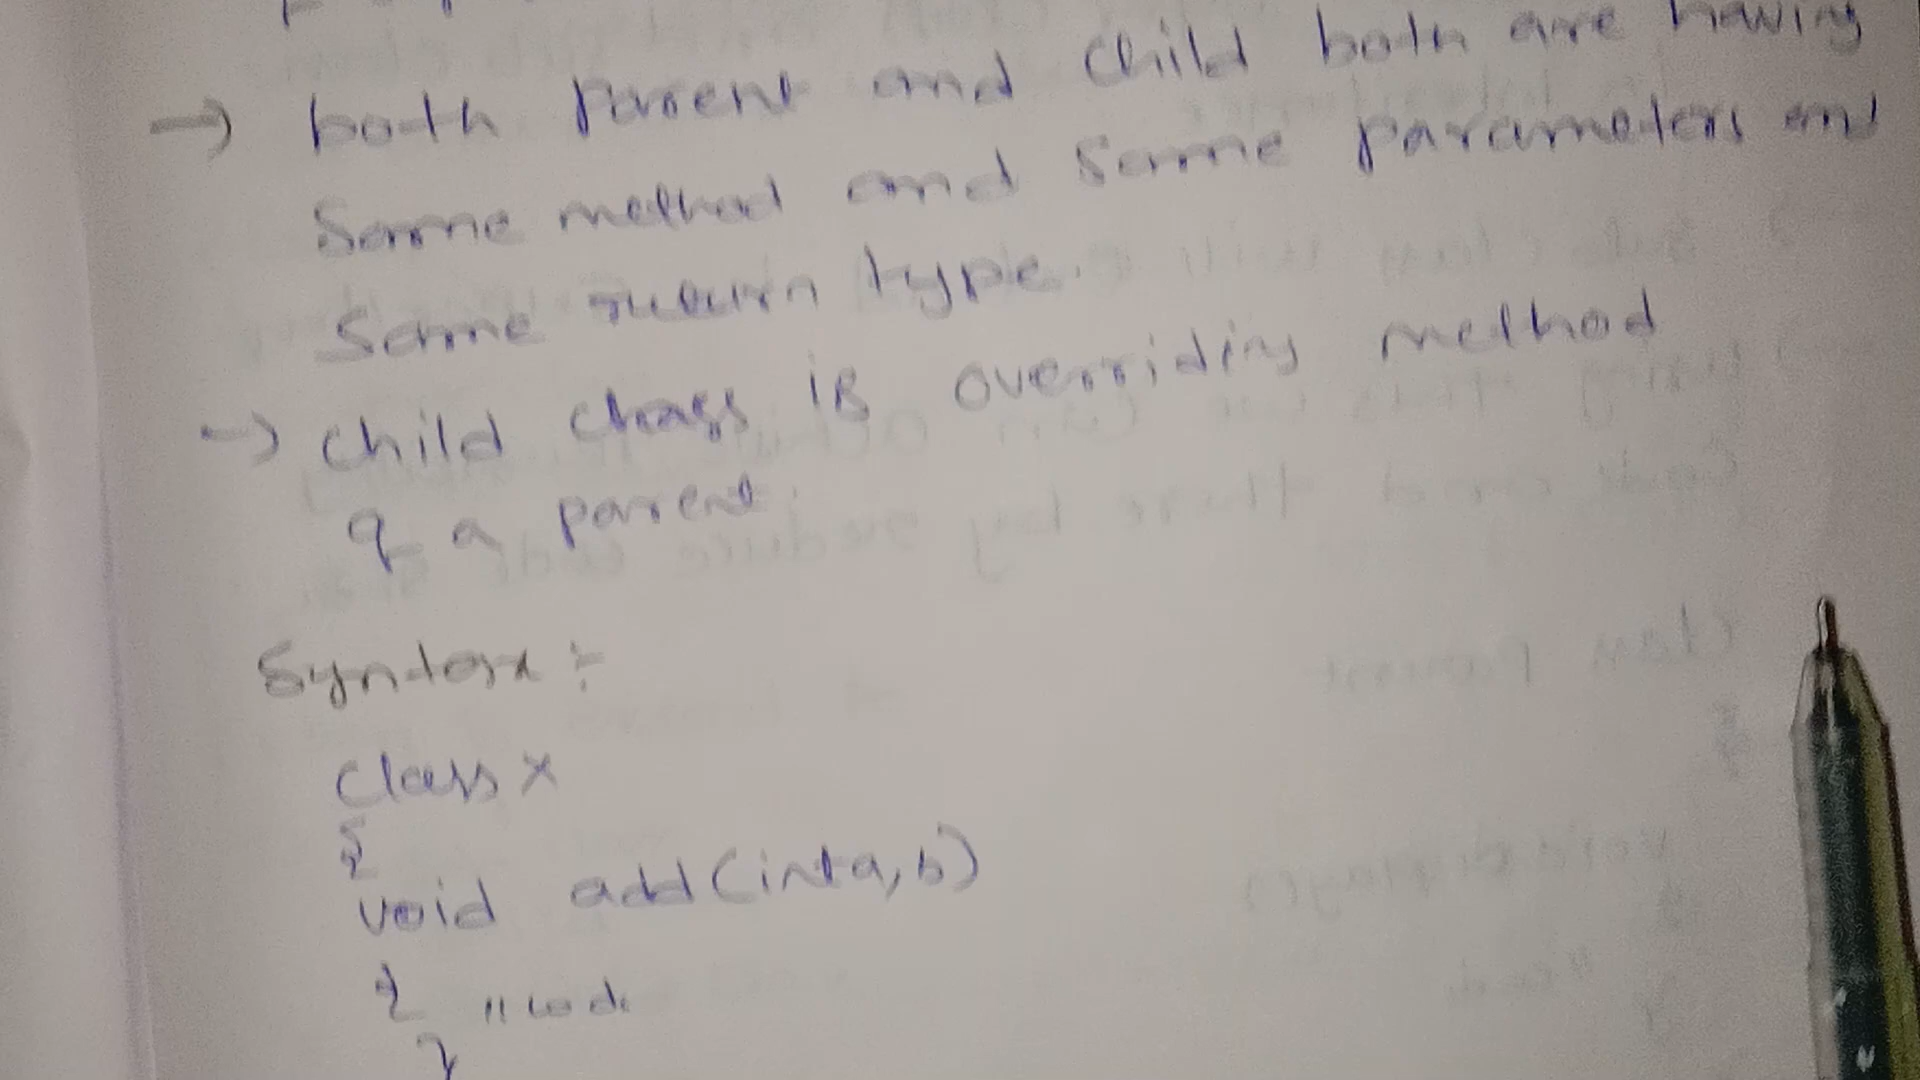 → both parent and child both are having
same method and same parameters and
same return type.
→ child class is overriding method
of a parent.
Syntax :-
class x
{
void add(int a, b)
{ //code
}